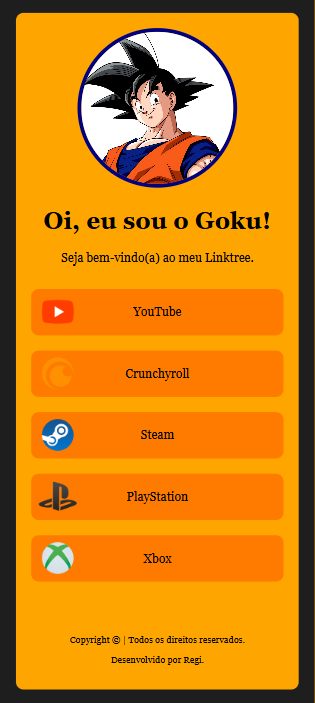 Oi, eu sou o Goku!
Seja bem-vindo(a) ao meu Linktree.
YouTube
Crunchyroll
Steam
PlayStation
Xbox
Copyright © | Todos os direitos reservados.
Desenvolvido por Regi.